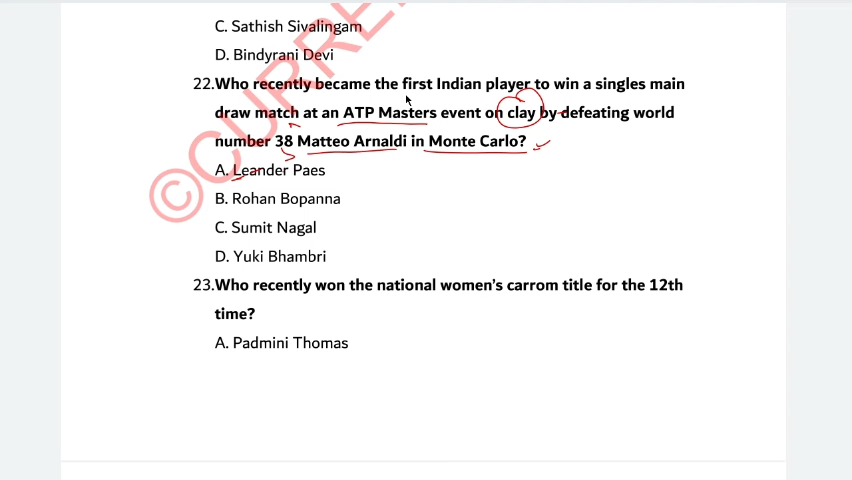 C. Sathish Sivalingam
D. Bindyrani Devi
22.Who recently became the first Indian player to win a singles main
draw match at an ATP Masters event on clay by defeating world
number 38 Matteo Arnaldi in Monte Carlo?
A. Leander Paes
B. Rohan Bopanna
C. Sumit Nagal
D. Yuki Bhambri
23.Who recently won the national women's carrom title for the 12th
time?
A. Padmini Thomas
©CURRE